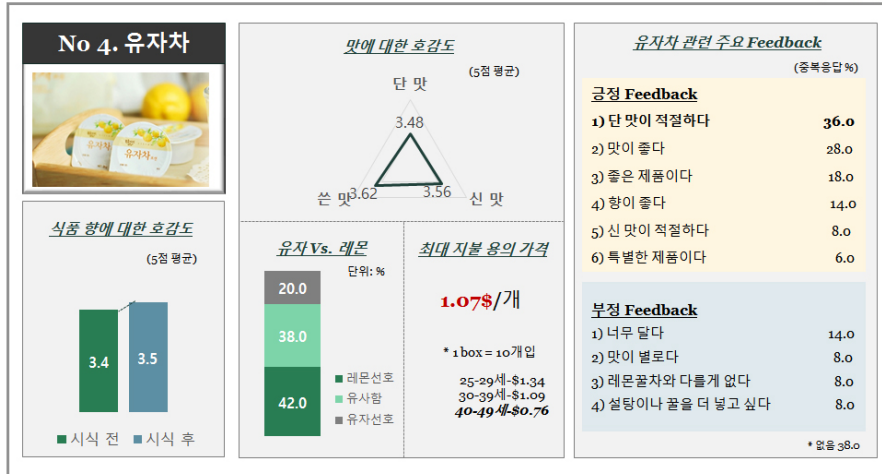 No 4. 유자차
유자차
식품 향에 대한 호감도
(5점 평균)
3.4
3.5
시식 전
시식 후
맛에 대한 호감도
(5점 평균)
단 맛
3.48
쓴 맛
3.62
3.56
신 맛
유자 Vs. 레몬
단위: %
20.0
38.0
42.0
레몬선호
유사함
유자선호
최대 지불 용의 가격
1.07$/개
* 1 box = 10개입
25-29세-$1.34
30-39세-$1.09
40-49세-$0.76
유자차 관련 주요 Feedback
(중복응답 %)
긍정 Feedback
1) 단 맛이 적절하다 36.0
2) 맛이 좋다 28.0
3) 좋은 제품이다 18.0
4) 향이 좋다 14.0
5) 신 맛이 적절하다 8.0
6) 특별한 제품이다 6.0
부정 Feedback
1) 너무 달다 14.0
2) 맛이 별로다 8.0
3) 레몬꿀차와 다를게 없다 8.0
4) 설탕이나 꿀을 더 넣고 싶다 8.0
* 없음 38.0